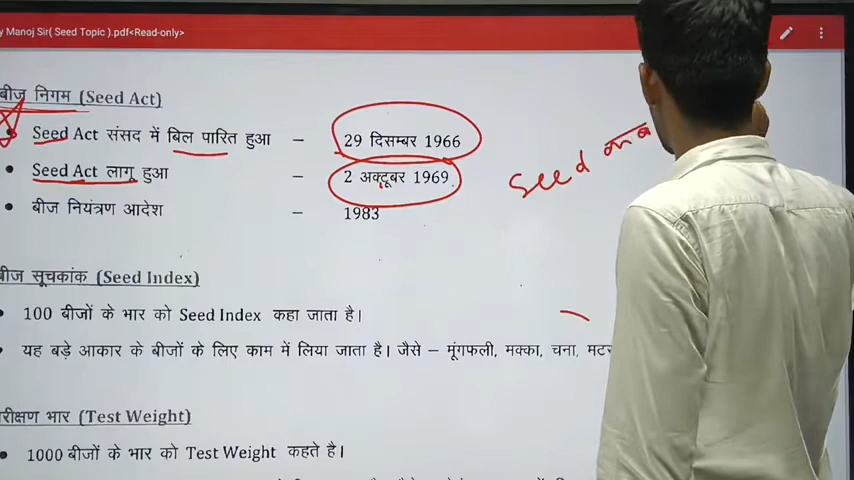 y Manoj Sir( Seed Topic ).pdf<Read-only>
बीज निगम (Seed Act)
• Seed Act संसद में बिल पारित हुआ – 29 दिसम्बर 1966
• Seed Act लागू हुआ – 2 अक्टूबर 1969
• बीज नियंत्रण आदेश – 1983
Seed
बीज सूचकांक (Seed Index)
• 100 बीजों के भार को Seed Index कहा जाता है।
• यह बड़े आकार के बीजों के लिए काम में लिया जाता है। जैसे – मूंगफली, मक्का, चना, मटर
रीक्षण भार (Test Weight)
• 1000 बीजों के भार को Test Weight कहते है।